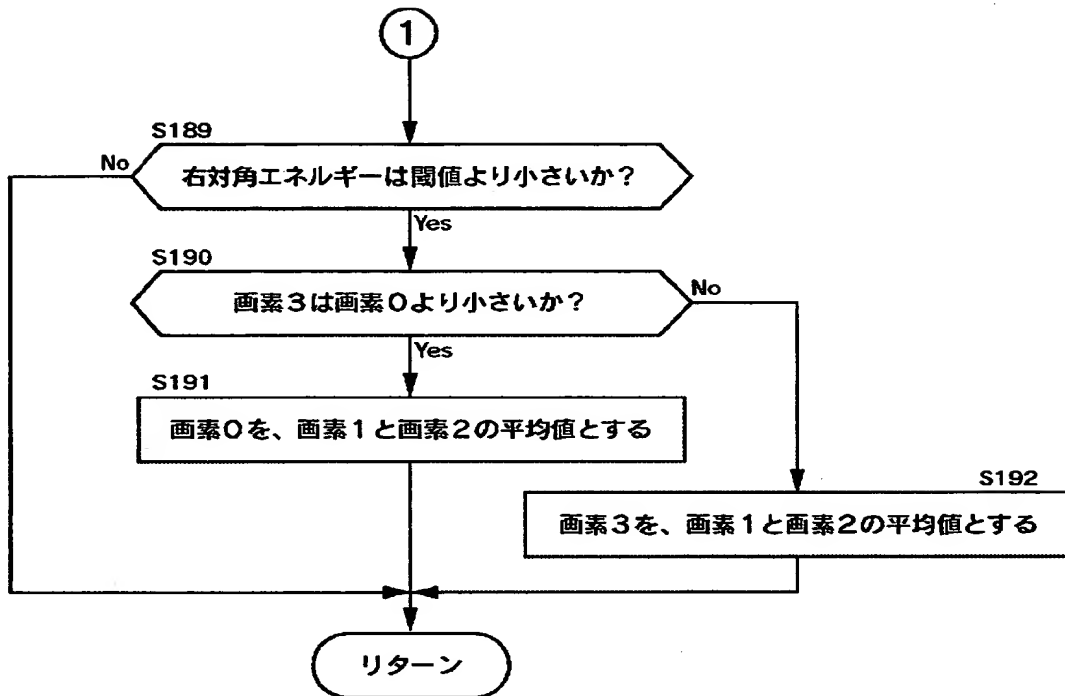 1
S189
No
右対角エネルギーは閾値より小さいか？
Yes
S190
画素3は画素0より小さいか？
No
Yes
S191
画素0を、画素1と画素2の平均値とする
S192
画素3を、画素1と画素2の平均値とする
リターン